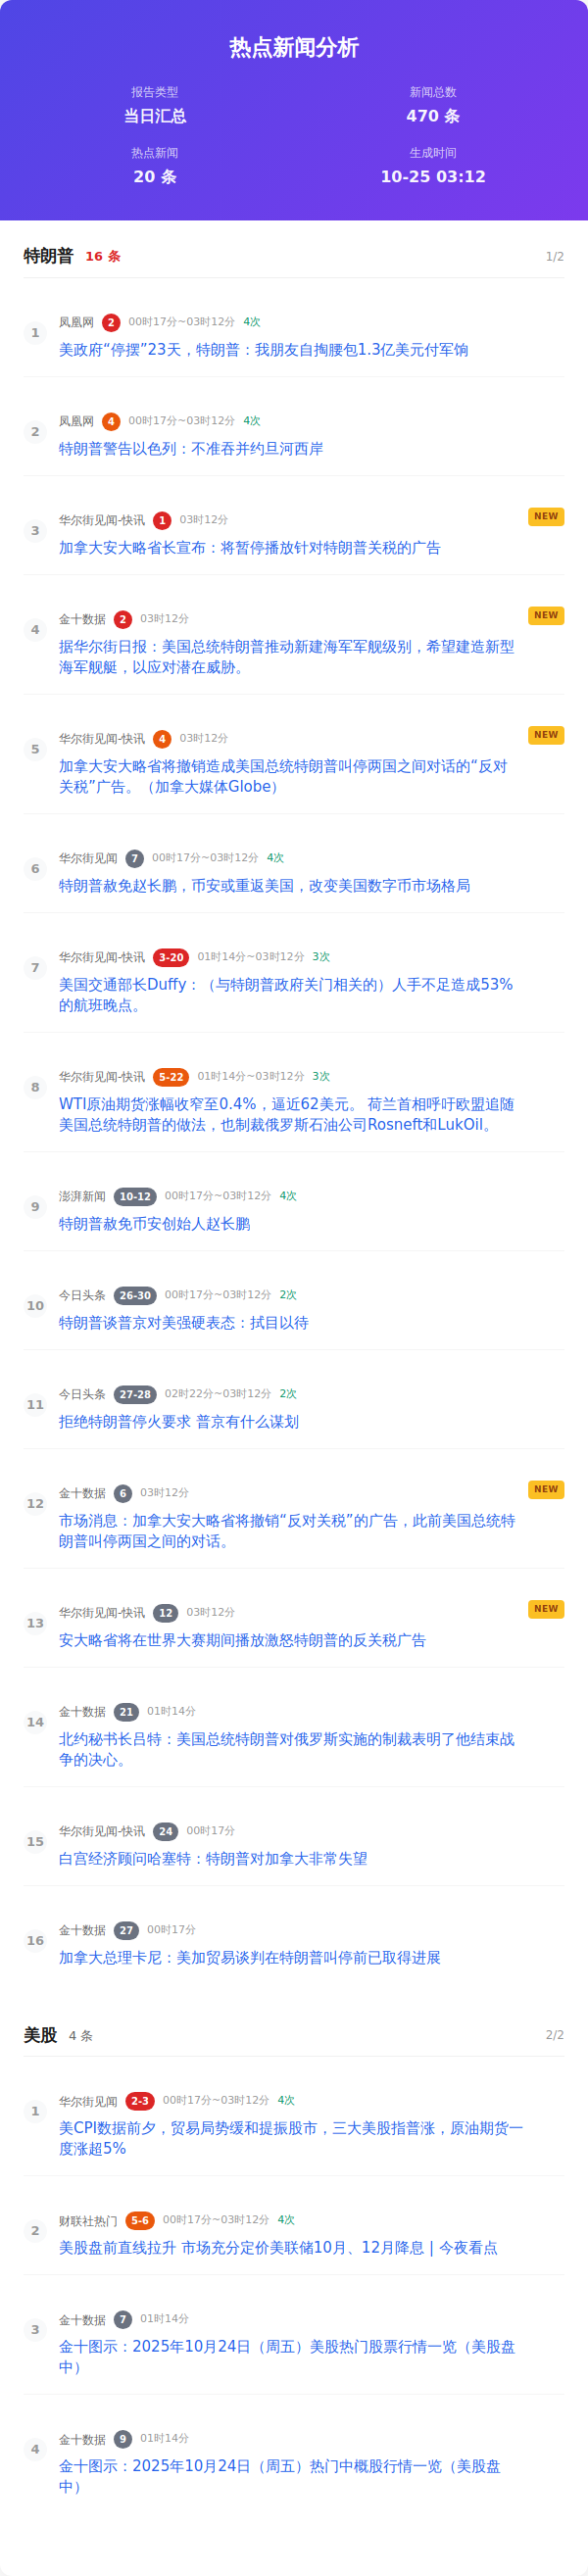 热点新闻分析
报告类型
当日汇总
新闻总数
470 条
热点新闻
20 条
生成时间
10-25 03:12
特朗普 16 条 1/2
1
凤凰网 2 00时17分~03时12分 4次
美政府“停摆”23天，特朗普：我朋友自掏腰包1.3亿美元付军饷
2
凤凰网 4 00时17分~03时12分 4次
特朗普警告以色列：不准吞并约旦河西岸
3
华尔街见闻-快讯 1 03时12分 NEW
加拿大安大略省长宣布：将暂停播放针对特朗普关税的广告
4
金十数据 2 03时12分 NEW
据华尔街日报：美国总统特朗普推动新建海军军舰级别，希望建造新型
海军舰艇，以应对潜在威胁。
5
华尔街见闻-快讯 4 03时12分 NEW
加拿大安大略省将撤销造成美国总统特朗普叫停两国之间对话的“反对
关税”广告。（加拿大媒体Globe）
6
华尔街见闻 7 00时17分~03时12分 4次
特朗普赦免赵长鹏，币安或重返美国，改变美国数字币市场格局
7
华尔街见闻-快讯 3-20 01时14分~03时12分 3次
美国交通部长Duffy：（与特朗普政府关门相关的）人手不足造成53%
的航班晚点。
8
华尔街见闻-快讯 5-22 01时14分~03时12分 3次
WTI原油期货涨幅收窄至0.4%，逼近62美元。 荷兰首相呼吁欧盟追随
美国总统特朗普的做法，也制裁俄罗斯石油公司Rosneft和LukOil。
9
澎湃新闻 10-12 00时17分~03时12分 4次
特朗普赦免币安创始人赵长鹏
10
今日头条 26-30 00时17分~03时12分 2次
特朗普谈普京对美强硬表态：拭目以待
11
今日头条 27-28 02时22分~03时12分 2次
拒绝特朗普停火要求 普京有什么谋划
12
金十数据 6 03时12分 NEW
市场消息：加拿大安大略省将撤销“反对关税”的广告，此前美国总统特
朗普叫停两国之间的对话。
13
华尔街见闻-快讯 12 03时12分 NEW
安大略省将在世界大赛期间播放激怒特朗普的反关税广告
14
金十数据 21 01时14分
北约秘书长吕特：美国总统特朗普对俄罗斯实施的制裁表明了他结束战
争的决心。
15
华尔街见闻-快讯 24 00时17分
白宫经济顾问哈塞特：特朗普对加拿大非常失望
16
金十数据 27 00时17分
加拿大总理卡尼：美加贸易谈判在特朗普叫停前已取得进展
美股 4 条 2/2
1
华尔街见闻 2-3 00时17分~03时12分 4次
美CPI数据前夕，贸易局势缓和提振股市，三大美股指普涨，原油期货一
度涨超5%
2
财联社热门 5-6 00时17分~03时12分 4次
美股盘前直线拉升 市场充分定价美联储10月、12月降息 | 今夜看点
3
金十数据 7 01时14分
金十图示：2025年10月24日（周五）美股热门股票行情一览（美股盘
中）
4
金十数据 9 01时14分
金十图示：2025年10月24日（周五）热门中概股行情一览（美股盘
中）